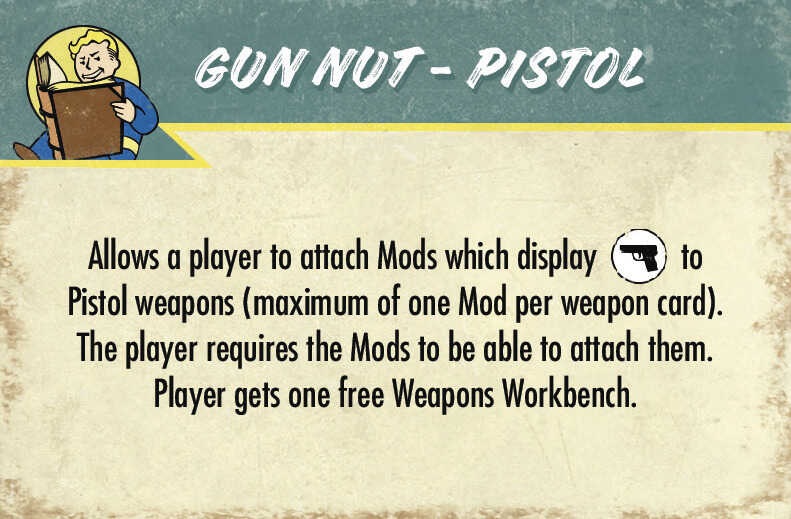 GUN NUT - PISTOL
Allows a player to attach Mods which display to
Pistol weapons (maximum of one Mod per weapon card).
The player requires the Mods to be able to attach them.
Player gets one free Weapons Workbench.